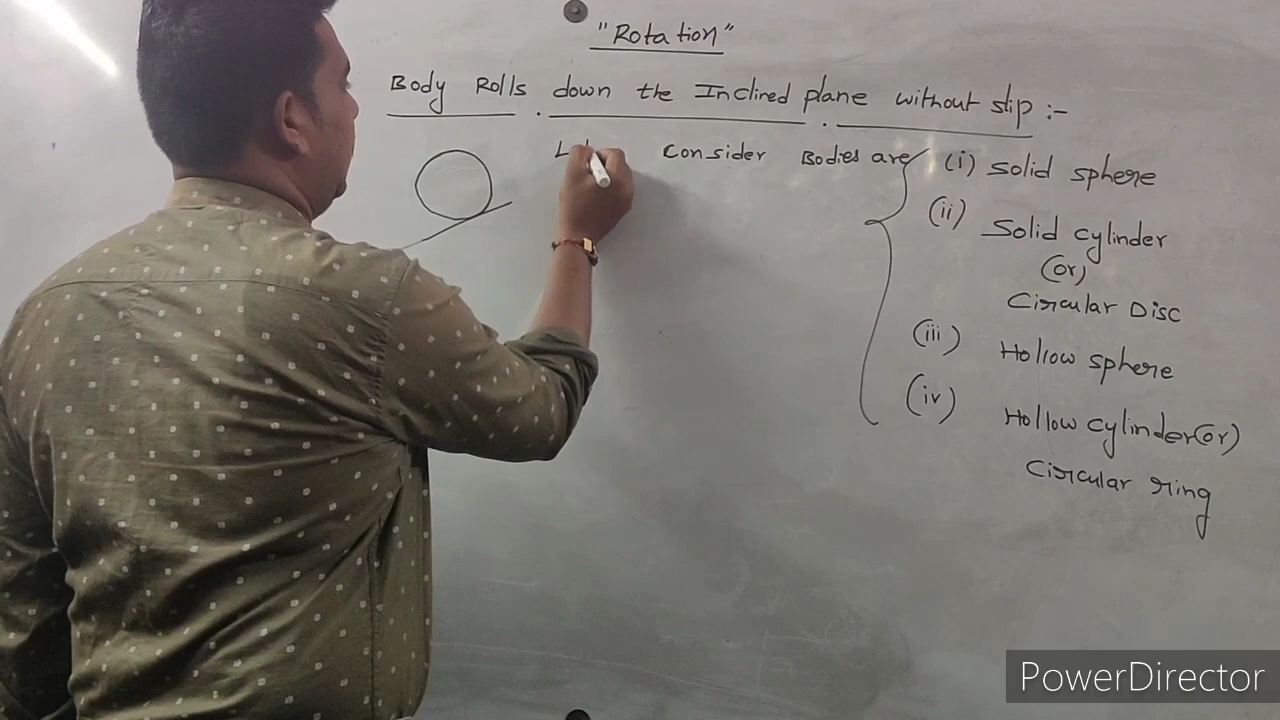 "Rotation"
Body Rolls down the Inclined plane without slip :-
Consider Bodies are (i) Solid sphere
(ii) Solid cylinder
(or)
Circular Disc
(iii) Hollow sphere
(iv) Hollow cylinder(or)
Circular ring
PowerDirector